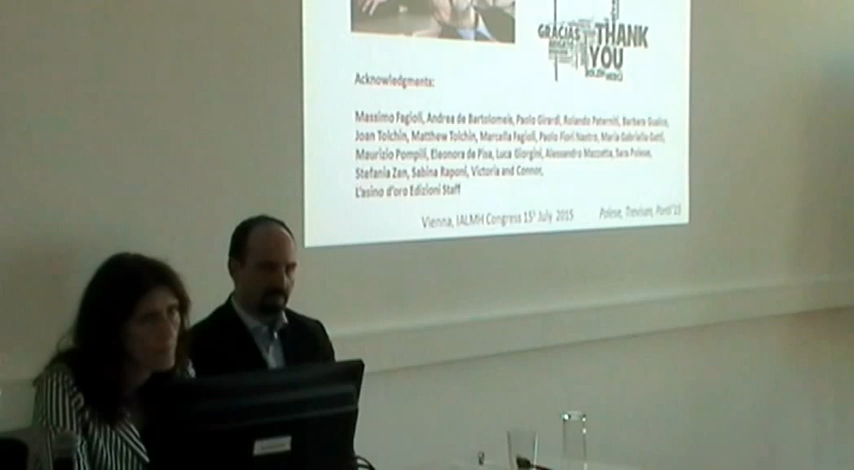 GRACIAS
THANK
YOU
MERCI
Acknowledgments:
Massimo Fagioli, Andrea de Bartolomeis, Paolo Girardi, Rolando Paterniti, Barbara Gualco,
Joan Tolchin, Matthew Tolchin, Marcella Fagioli, Paolo Fiori Nastro, Maria Gabriella Gatti,
Maurizio Pompili, Eleonora de Pisa, Luca Giorgini, Alessandro Mazzetta, Sara Polese,
Stefania Zen, Sabina Raponi, Victoria and Connor,
L'asino d'oro Edizioni Staff
Vienna, IALMH Congress 15 July 2015
Polese, Trevisan, Ponti'15